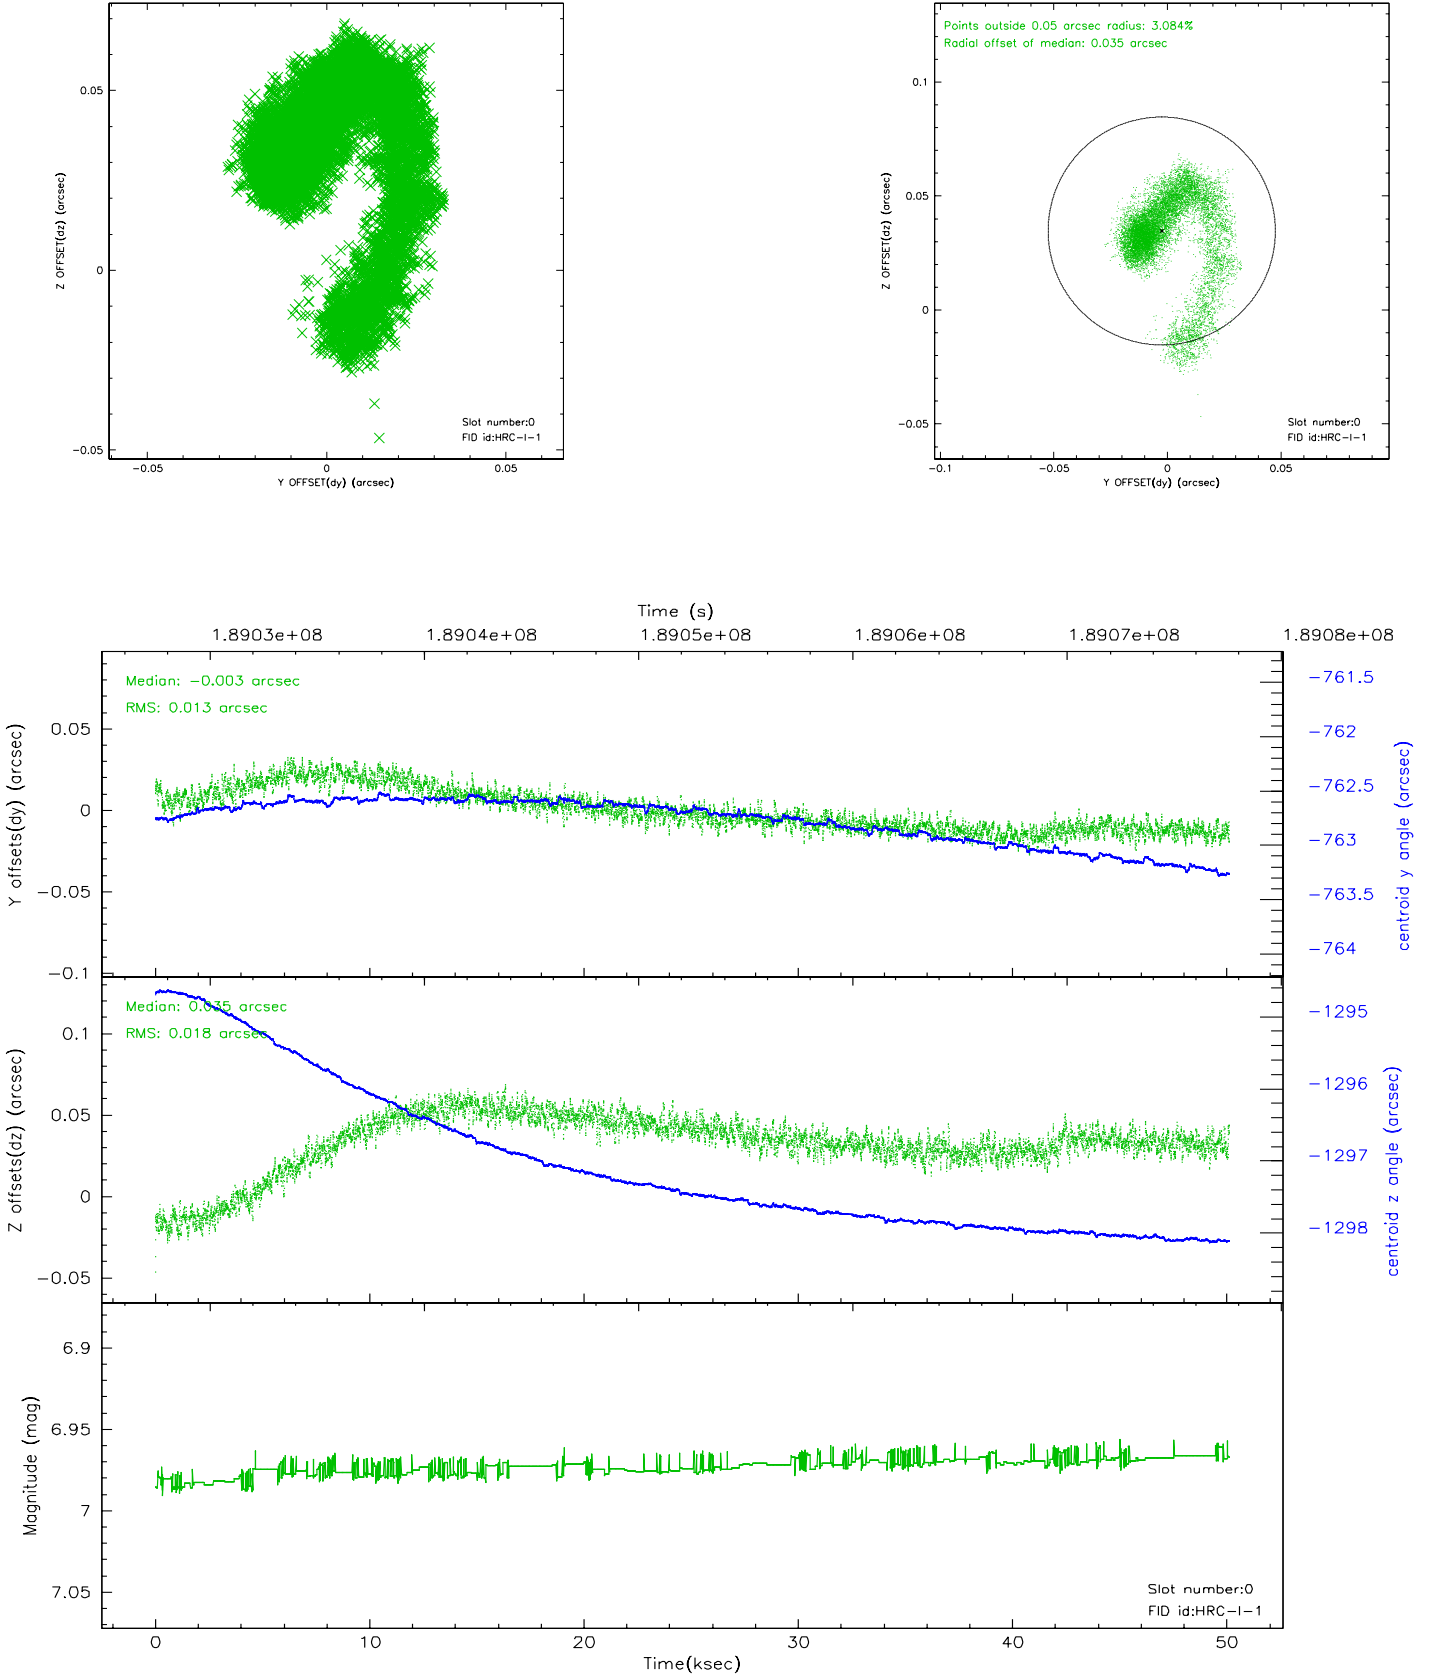 0.05
0
-0.05
Z OFFSET(dz) (arcsec)
Slot number:0
FID id:HRC-I-1
-0.05
0
0.05
Y OFFSET(dy) (arcsec)
Points outside 0.05 arcsec radius: 3.084%
Radial offset of median: 0.035 arcsec
0.1
0.05
0
-0.05
Z OFFSET(dz) (arcsec)
Slot number:0
FID id:HRC-I-1
-0.1
-0.05
0
0.05
Y OFFSET(dy) (arcsec)
Time (s)
1.8903e+08
1.8904e+08
1.8905e+08
1.8906e+08
1.8907e+08
1.8908e+08
Median: -0.003 arcsec
RMS: 0.013 arcsec
0.05
0
-0.05
-0.1
Y offsets(dy) (arcsec)
-761.5
-762
-762.5
-763
-763.5
-764
centroid y angle (arcsec)
Median: 0.035 arcsec
RMS: 0.018 arcsec
0.1
0.05
0
-0.05
Z offsets(dz) (arcsec)
-1295
-1296
-1297
-1298
centroid z angle (arcsec)
6.9
6.95
7
7.05
Magnitude (mag)
Slot number:0
FID id:HRC-I-1
0
10
20
30
40
50
Time(ksec)